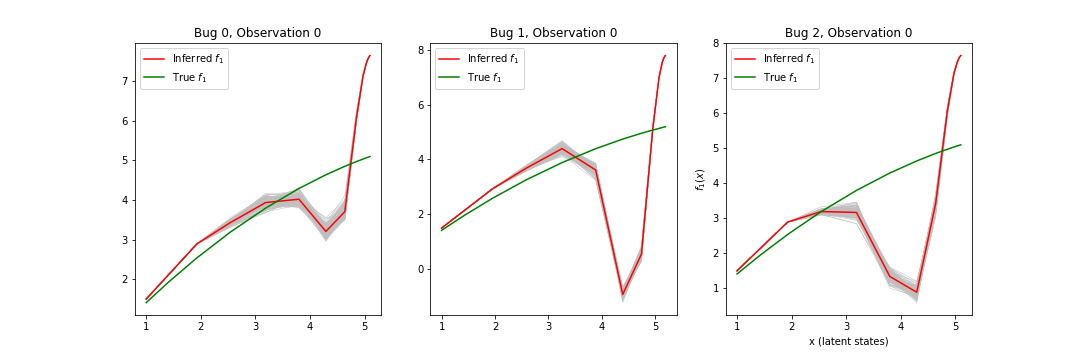 Bug 0, Observation 0
Inferred f₁
True f₁
7
6
5
4
3
2
1 2 3 4 5
Bug 1, Observation 0
Inferred f₁
True f₁
8
6
4
2
0
1 2 3 4 5
Bug 2, Observation 0
Inferred f₁
True f₁
f₁(x)
8
7
6
5
4
3
2
1
1 2 3 4 5
x (latent states)